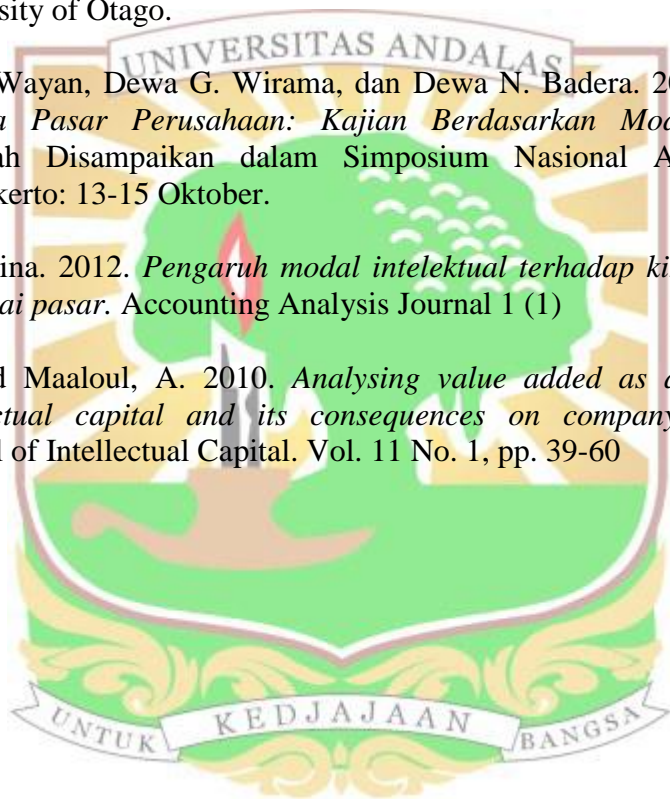 sity of Otago.
UNIVERSITAS ANDALAS
Wayan, Dewa G. Wirama, dan Dewa N. Badera. 20
a Pasar Perusahaan: Kajian Berdasarkan Mod
ah Disampaikan dalam Simposium Nasional A
kerto: 13-15 Oktober.
ina. 2012. Pengaruh modal intelektual terhadap ki
ai pasar. Accounting Analysis Journal 1 (1)
d Maaloul, A. 2010. Analysing value added as
ctual capital and its consequences on company
l of Intellectual Capital. Vol. 11 No. 1, pp. 39-60
UNTUK KEDJAJAAN BANGSA